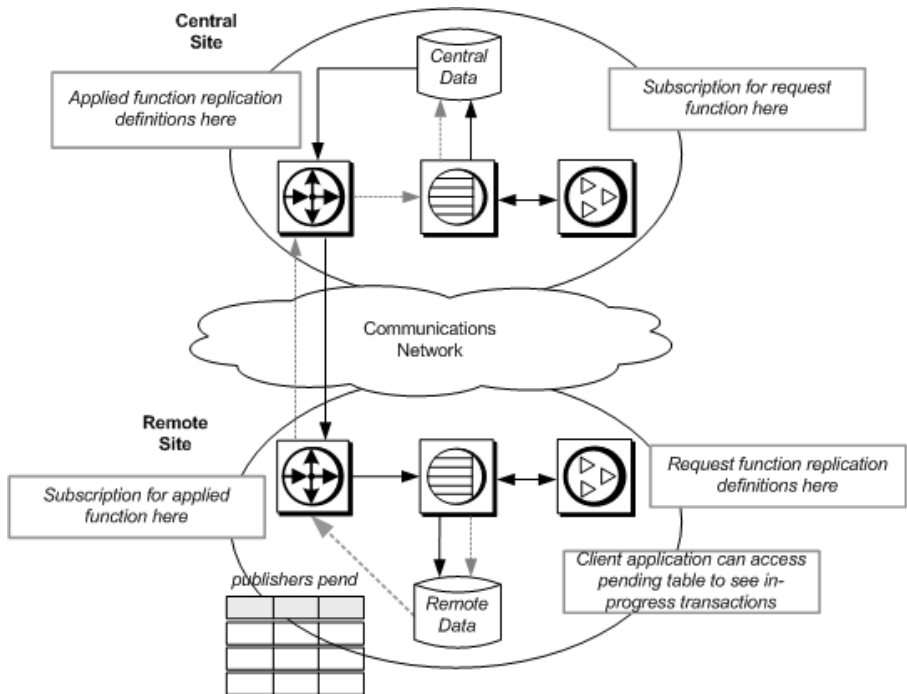 Central
Site
Central
Data
Applied function replication
definitions here
Subscription for request
function here
Communications
Network
Remote
Site
Request function replication
definitions here
Subscription for applied
function here
Client application can access
pending table to see in-
progress transactions
publishers pend
Remote
Data